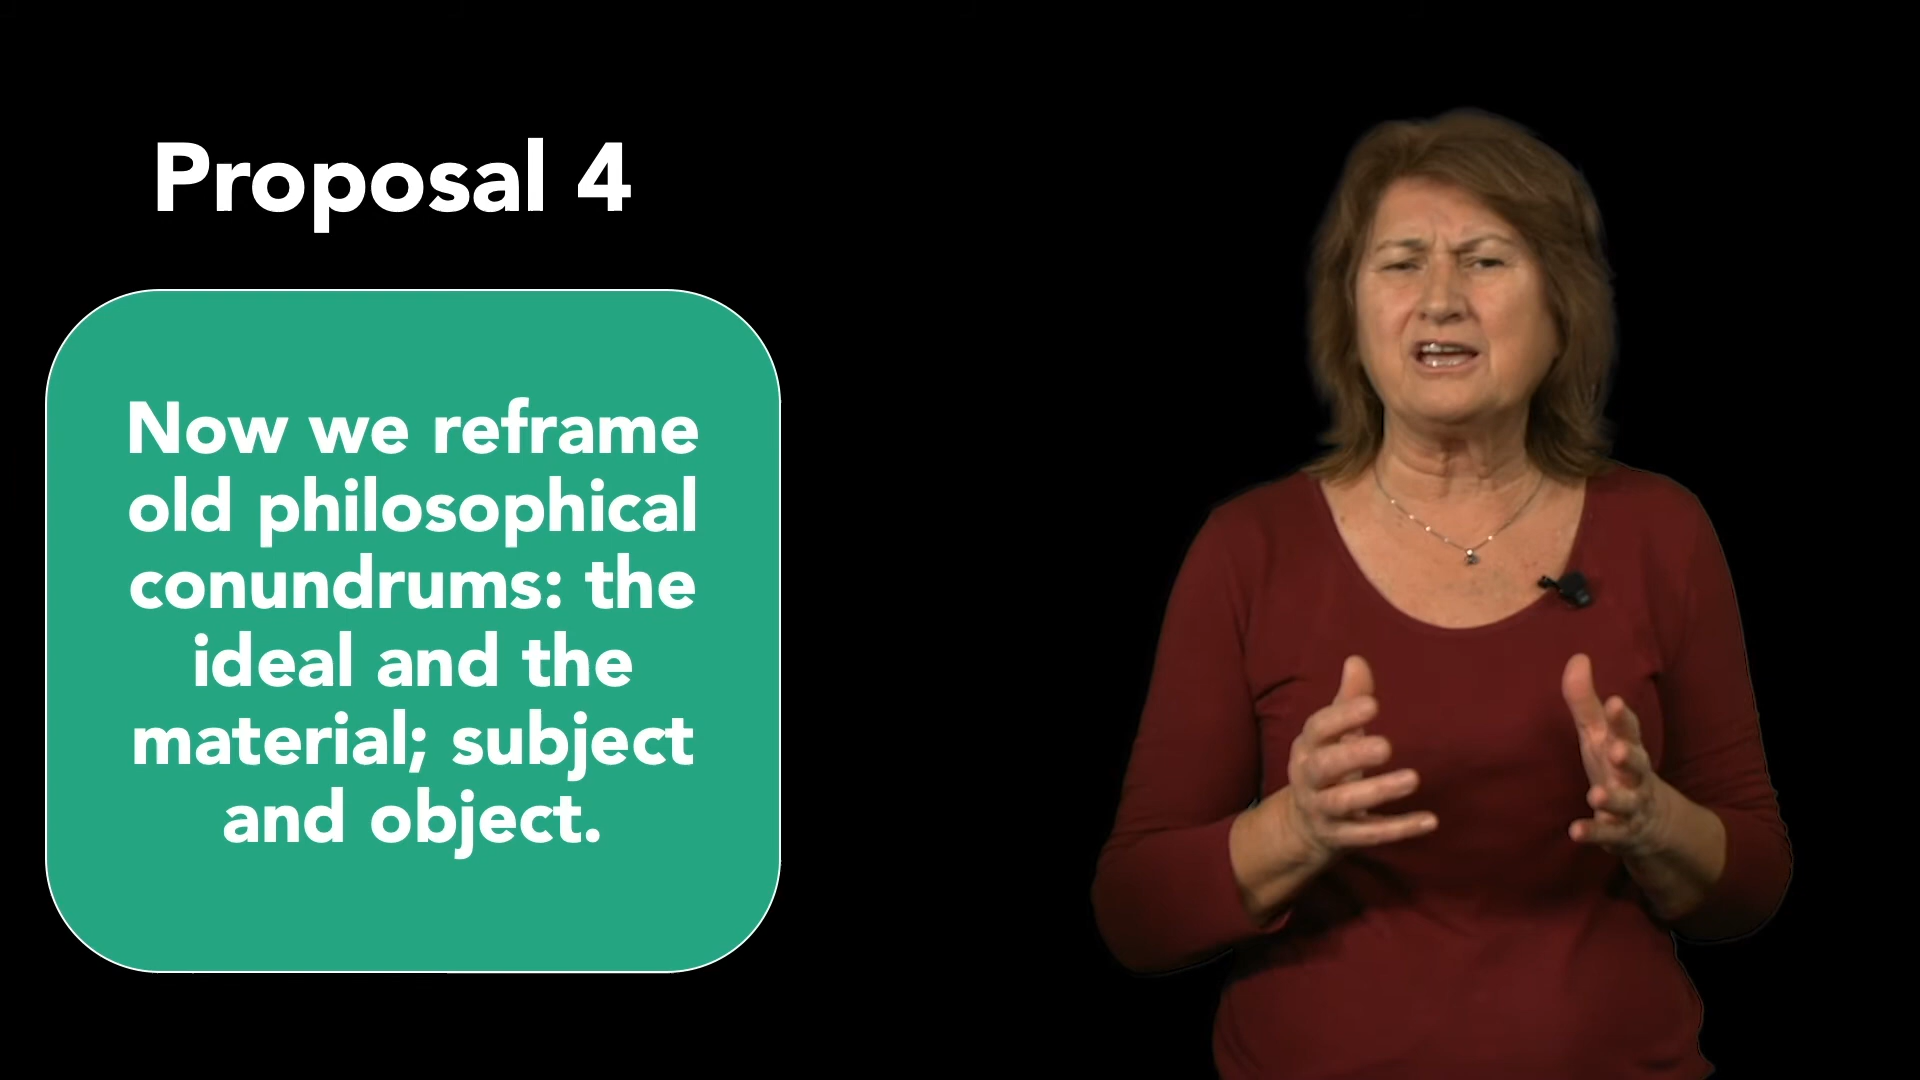 Proposal 4
Now we reframe
old philosophical
conundrums: the
ideal and the
material; subject
and object.